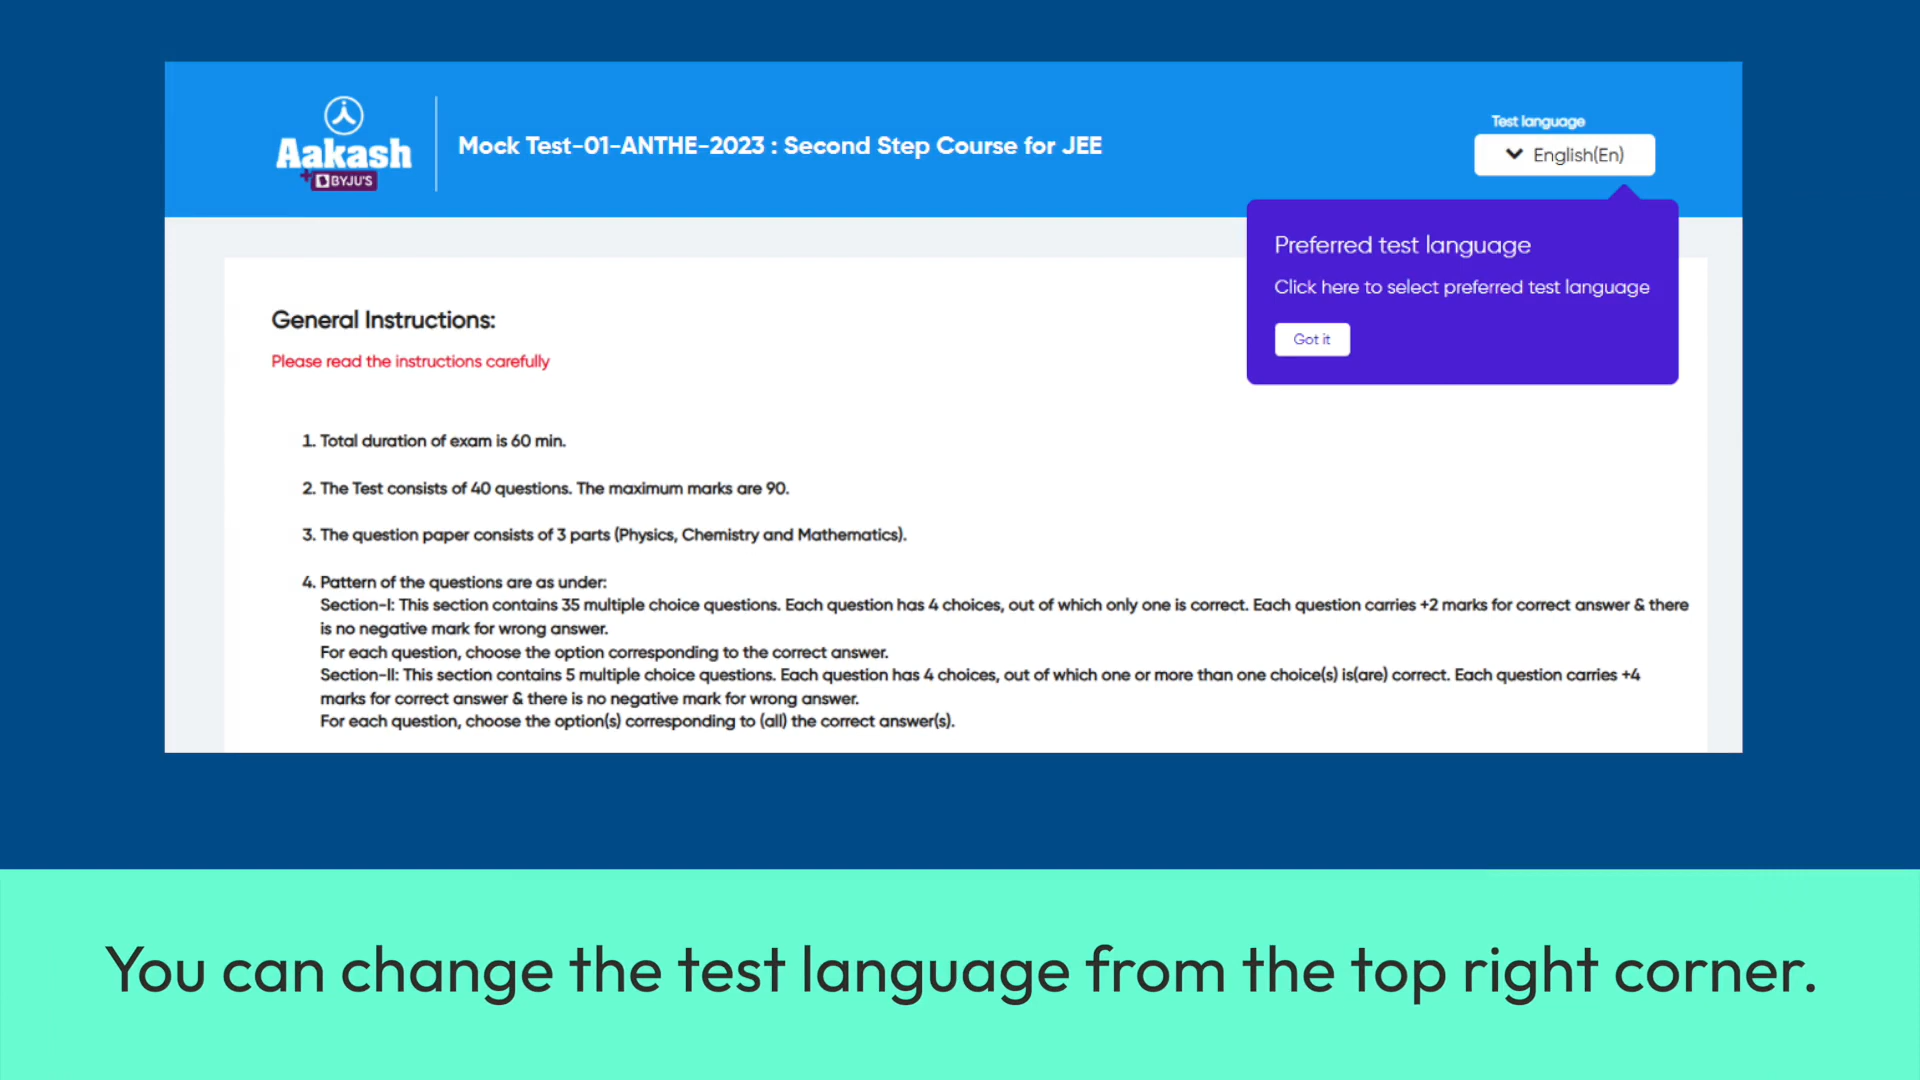 Aakash
+ BYJU'S
Mock Test-01-ANTHE-2023 : Second Step Course for JEE
Test language
English(En)
Preferred test language
Click here to select preferred test language
Got it
General Instructions:
Please read the instructions carefully
1. Total duration of exam is 60 min.
2. The Test consists of 40 questions. The maximum marks are 90.
3. The question paper consists of 3 parts (Physics, Chemistry and Mathematics).
4. Pattern of the questions are as under:
Section-I: This section contains 35 multiple choice questions. Each question has 4 choices, out of which only one is correct. Each question carries +2 marks for correct answer & there
is no negative mark for wrong answer.
For each question, choose the option corresponding to the correct answer.
Section-II: This section contains 5 multiple choice questions. Each question has 4 choices, out of which one or more than one choice(s) is(are) correct. Each question carries +4
marks for correct answer & there is no negative mark for wrong answer.
For each question, choose the option(s) corresponding to (all) the correct answer(s).
You can change the test language from the top right corner.